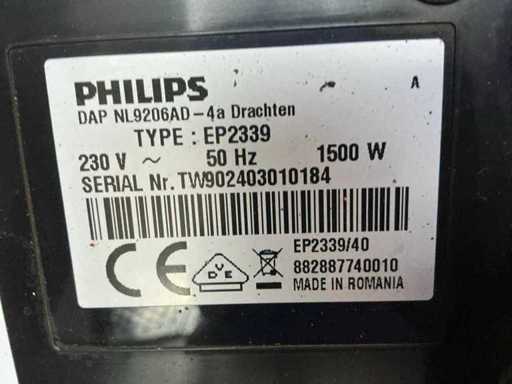 PHILIPS
A
DAP NL9206AD-4a Drachten
TYPE : EP2339
230 V ~ 50 Hz 1500 W
SERIAL Nr. TW902403010184
CE
VDE
EP2339/40
882887740010
MADE IN ROMANIA